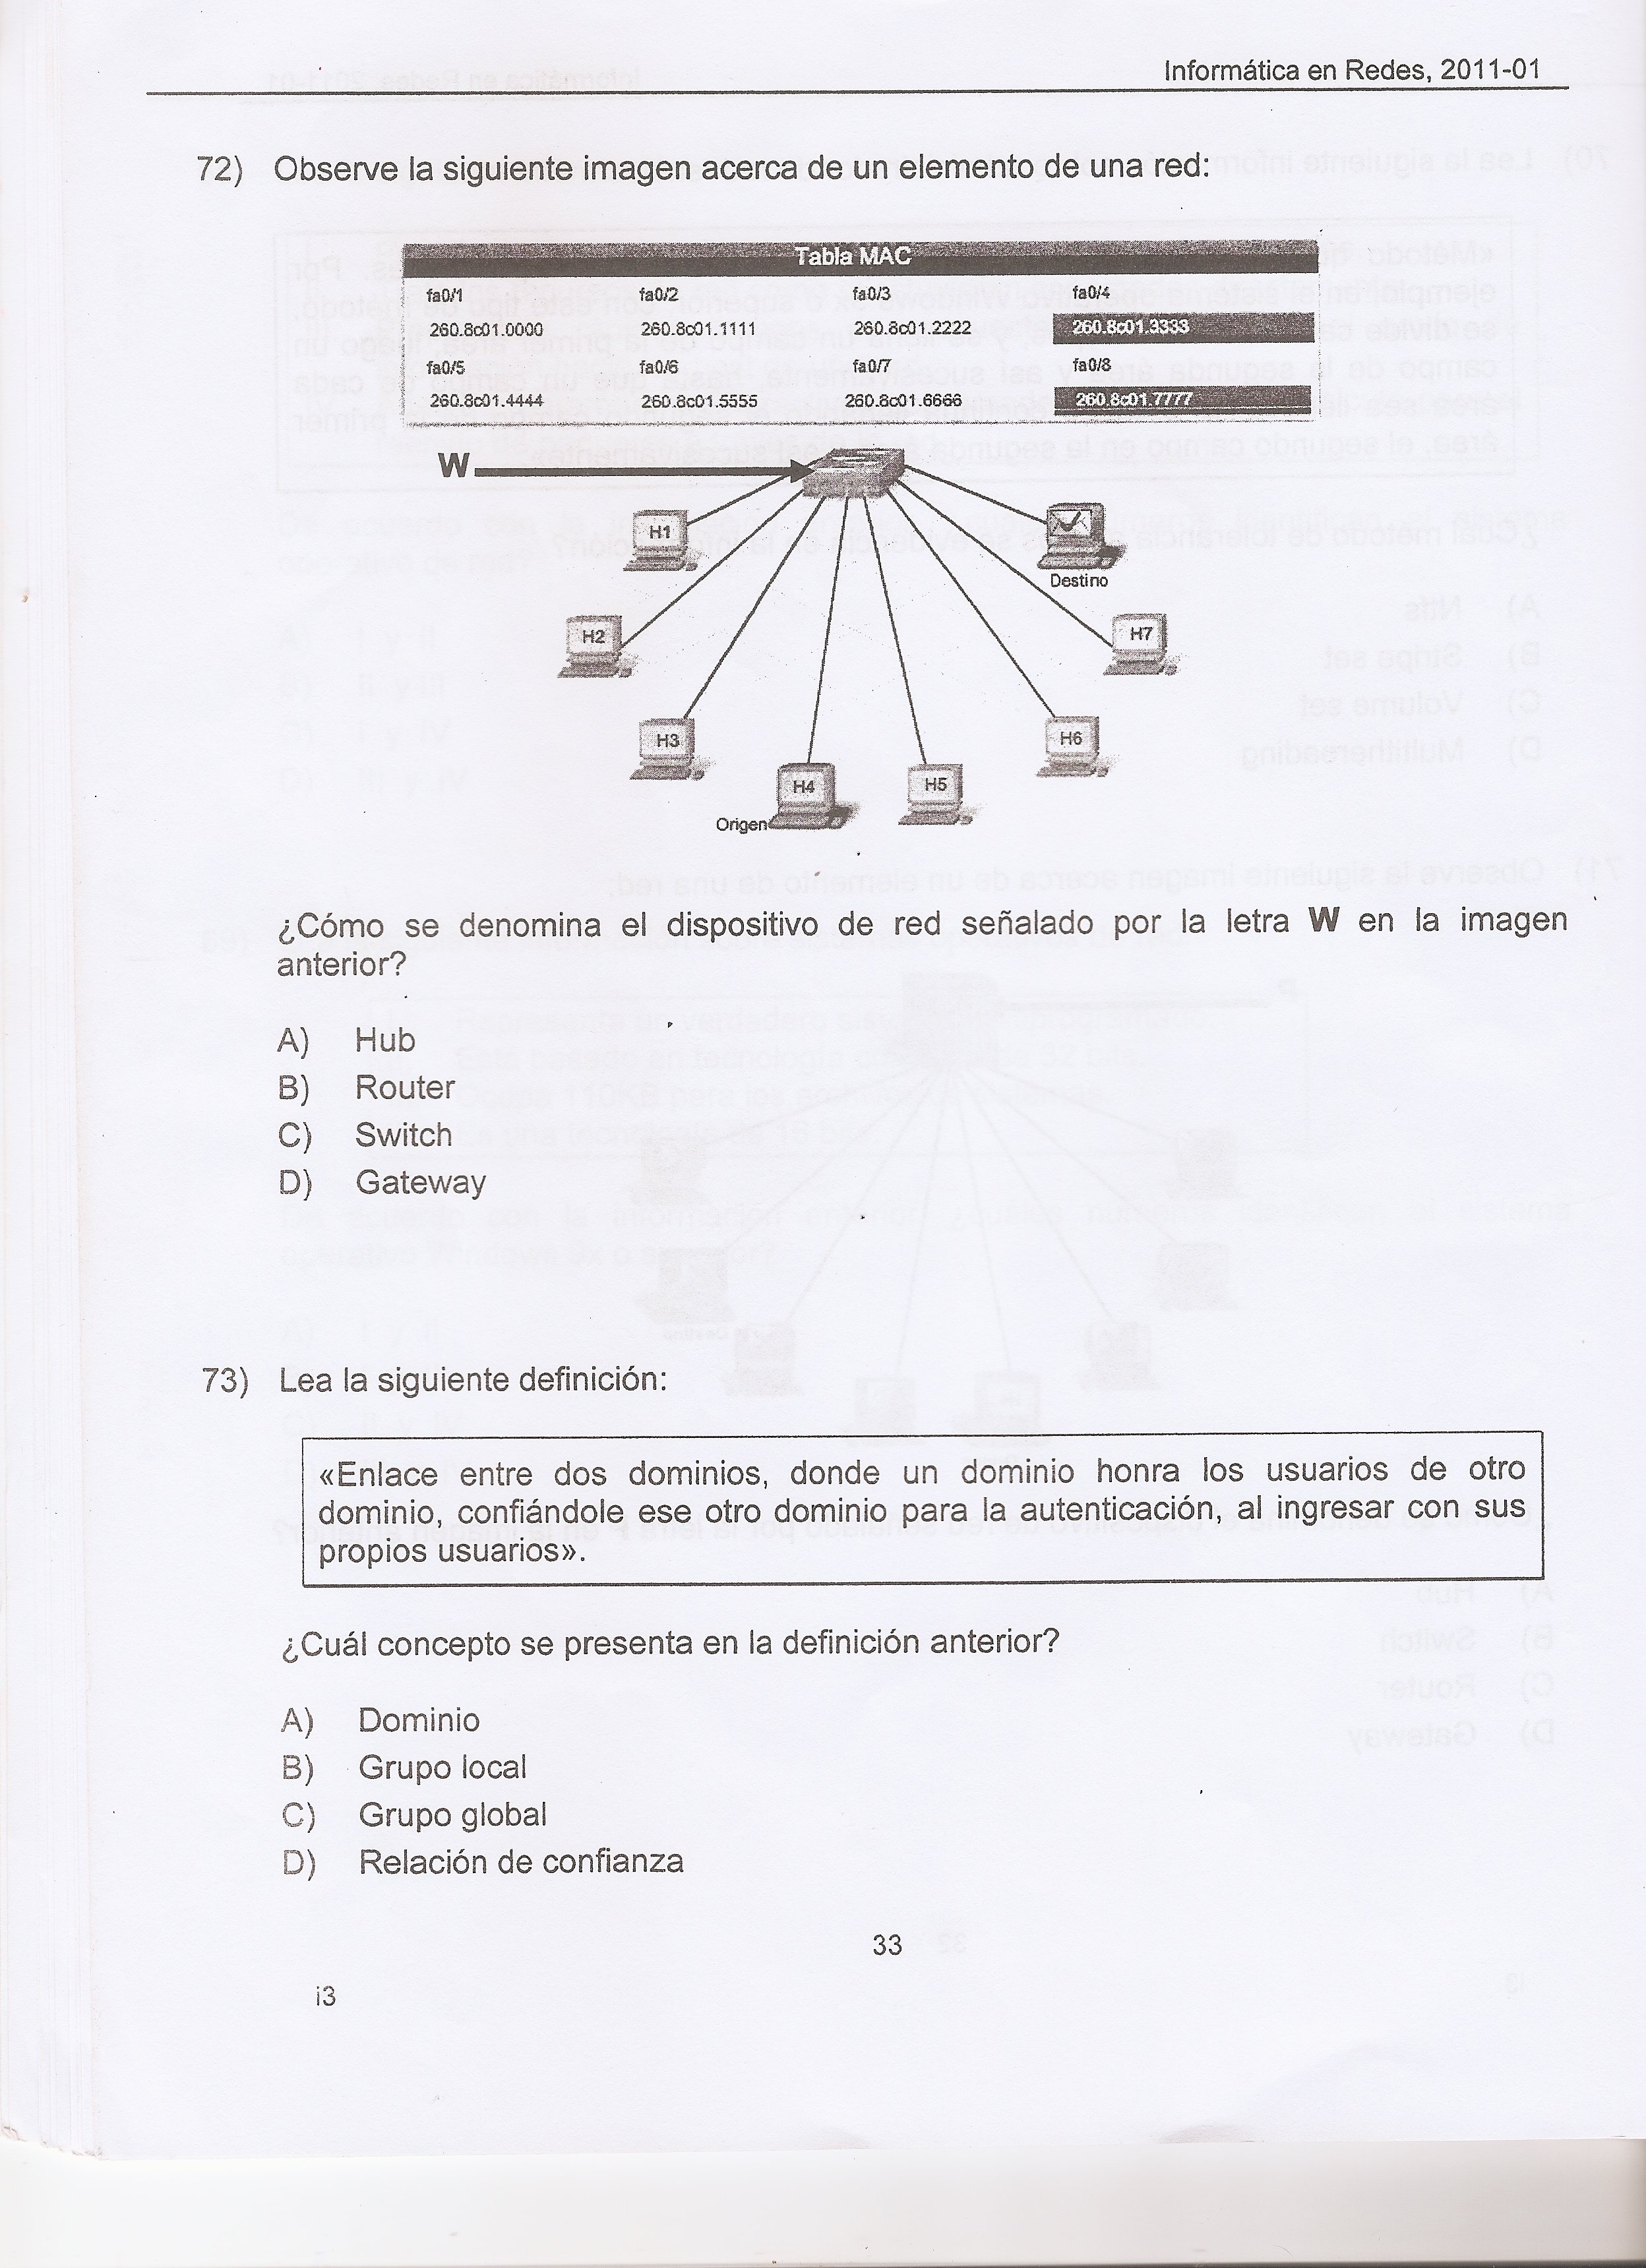 Informática en Redes, 2011-01
72) Observe la siguiente imagen acerca de un elemento de una red:
Tabla MAC
fa0/1 fa0/2 fa0/3 fa0/4
260.8c01.0000 260.8c01.1111 260.8c01.2222 260.8c01.3333
fa0/5 fa0/6 fa0/7 fa0/8
260.8c01.4444 260.8c01.5555 260.8c01.6666 260.8c01.7777
W
H1
Destino
H2
H7
H3
H6
H4
H5
Origen
¿Cómo se denomina el dispositivo de red señalado por la letra W en la imagen
anterior?
A) Hub
B) Router
C) Switch
D) Gateway
73) Lea la siguiente definición:
«Enlace entre dos dominios, donde un dominio honra los usuarios de otro
dominio, confiándole ese otro dominio para la autenticación, al ingresar con sus
propios usuarios».
¿Cuál concepto se presenta en la definición anterior?
A) Dominio
B) Grupo local
C) Grupo global
D) Relación de confianza
33
i3